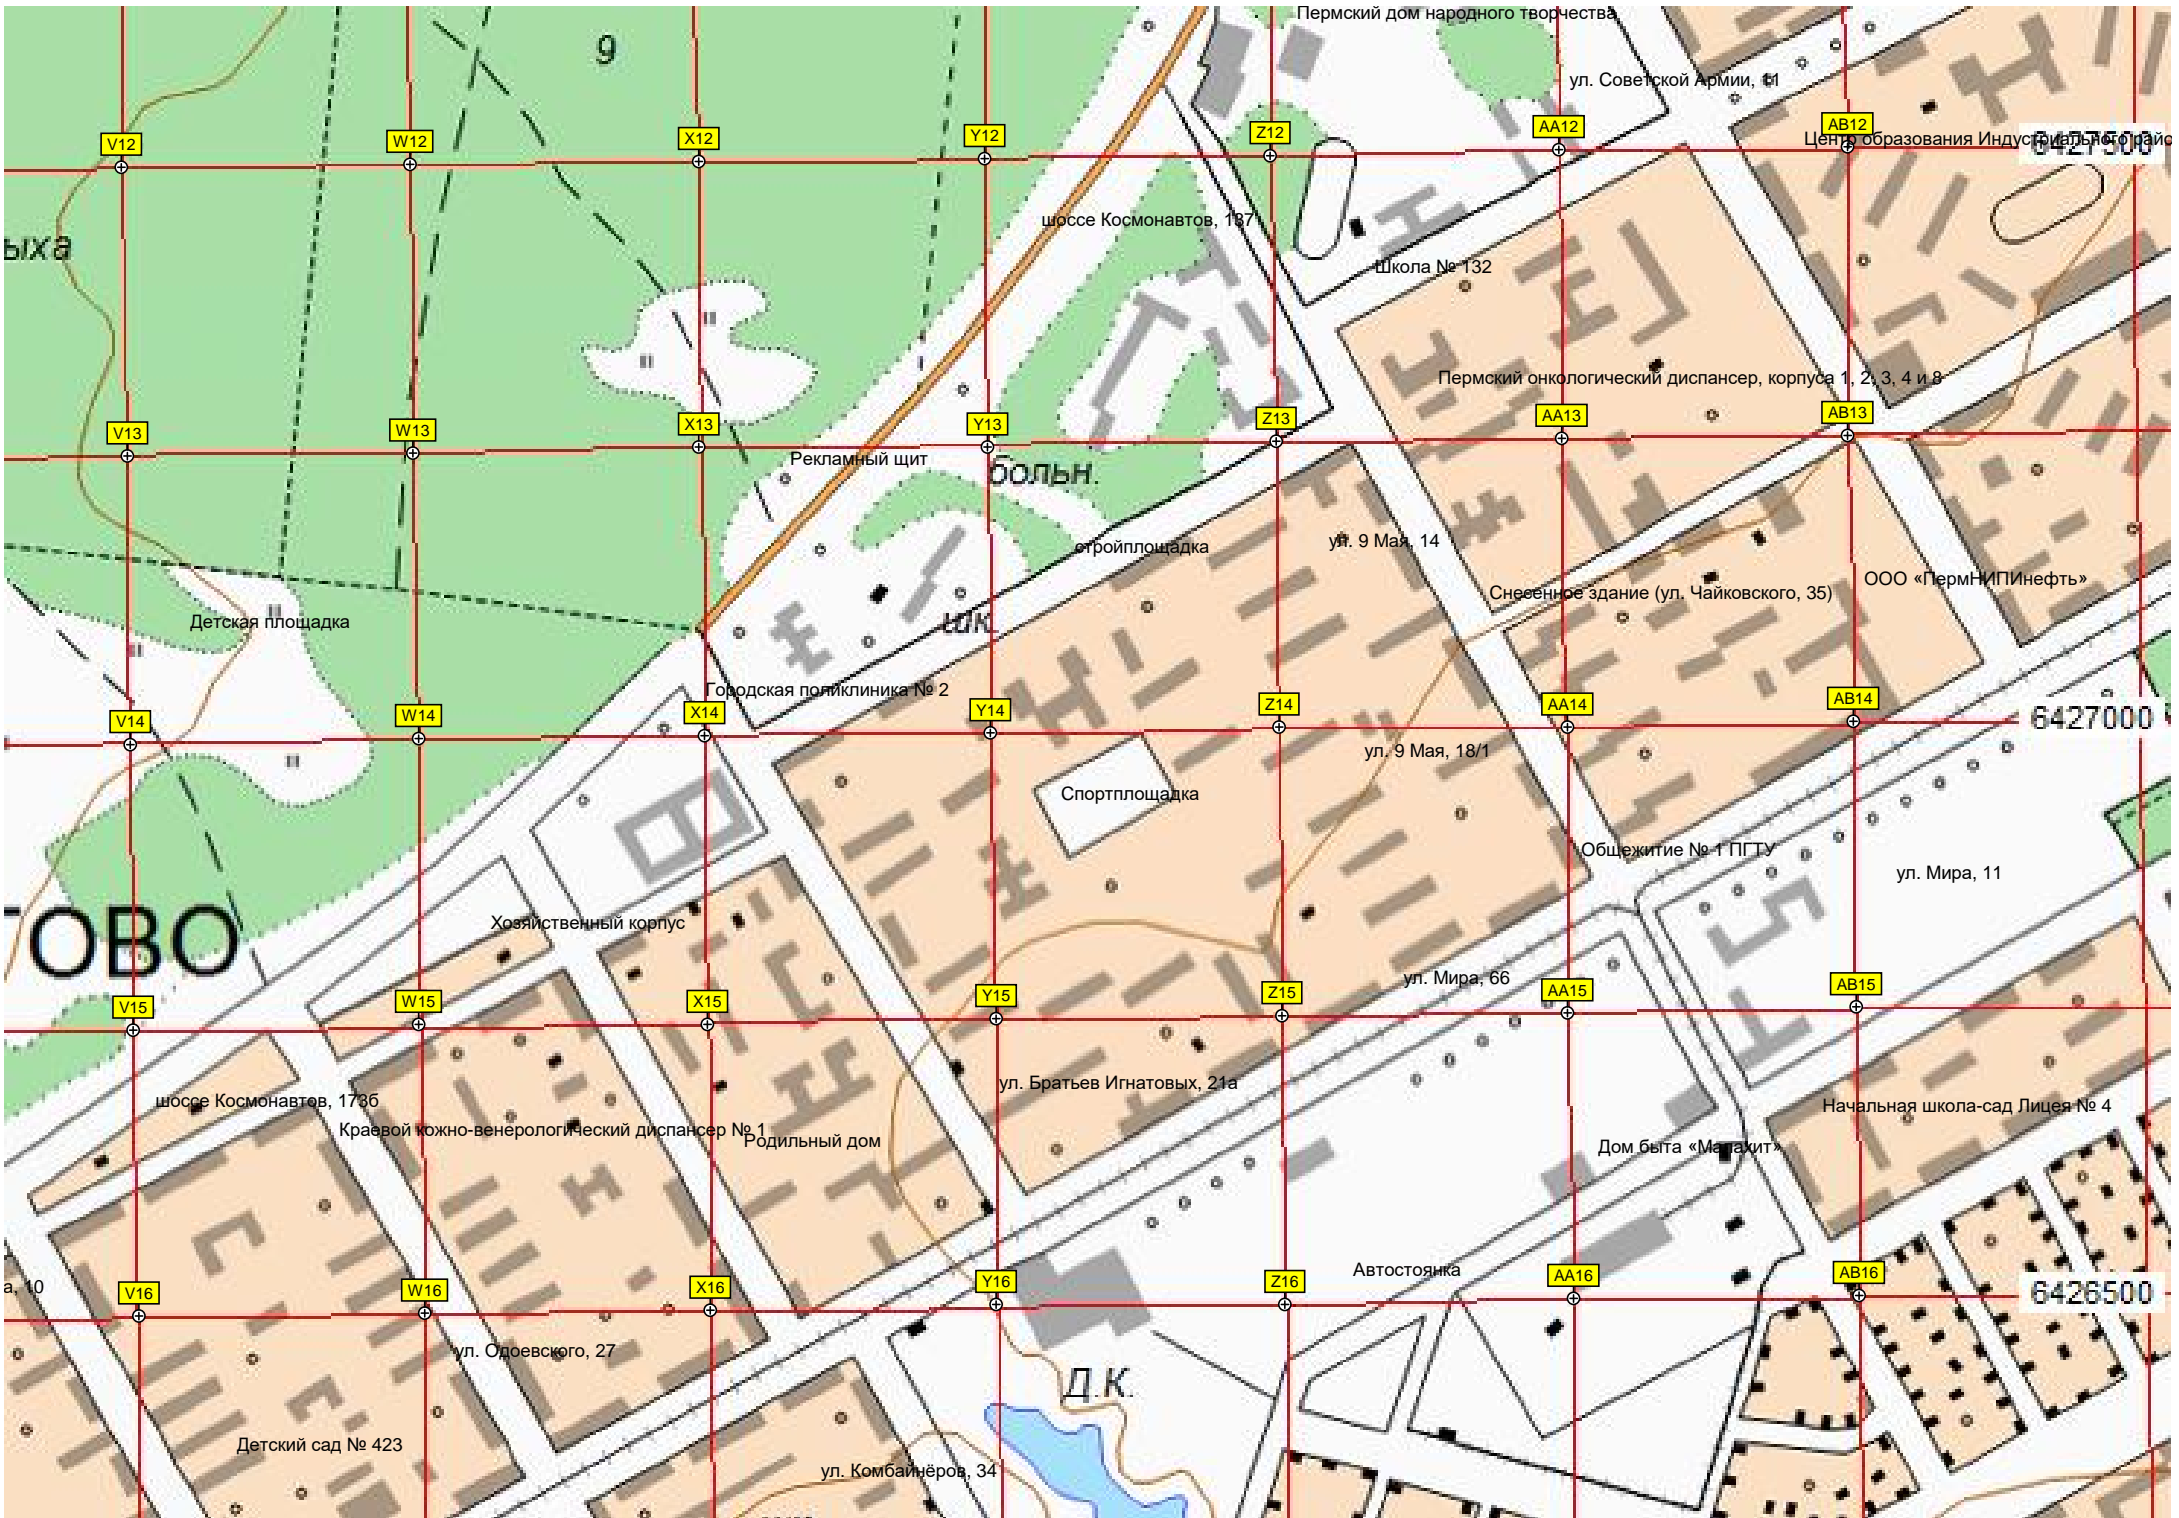 Пермский дом народного творчества
9
ул. Советской Армии, 11
V12
W12
X12
Y12
Z12
AA12
AB12
Центр образования Индустриального райо
6427500
ыха
шоссе Космонавтов, 137
Школа № 132
Пермский онкологический диспансер, корпуса 1, 2, 3, 4 и 8
V13
W13
X13
Y13
Z13
AA13
AB13
Рекламный щит
больн.
стройплощадка
ул. 9 Мая, 14
ООО «ПермНИПИнефть»
Снесённое здание (ул. Чайковского, 35)
Детская площадка
шк.
Городская поликлиника № 2
V14
W14
X14
Y14
Z14
AA14
AB14
6427000
ул. 9 Мая, 18/1
Спортплощадка
Общежитие № 1 ПГТУ
ул. Мира, 11
Хозяйственный корпус
ОВО
ул. Мира, 66
V15
W15
X15
Y15
Z15
AA15
AB15
ул. Братьев Игнатовых, 21а
шоссе Космонавтов, 173б
Начальная школа-сад Лицея № 4
Краевой кожно-венерологический диспансер № 1
Родильный дом
Дом быта «Малахит»
Автостоянка
а, 10
V16
W16
X16
Y16
Z16
AA16
AB16
6426500
ул. Одоевского, 27
Д.К.
Детский сад № 423
ул. Комбайнёров, 34